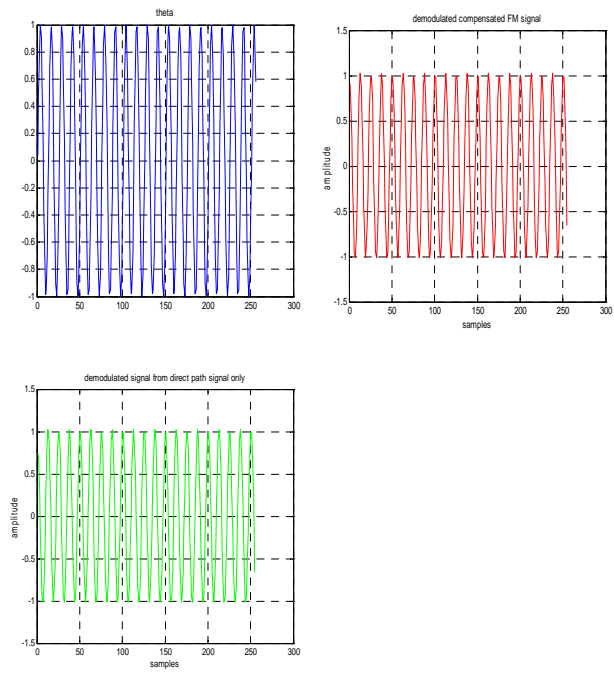 theta
1
0.8
0.6
0.4
0.2
0
-0.2
-0.4
-0.6
-0.8
-1
0 50 100 150 200 250 300
demodulated compensated FM signal
1.5
1
0.5
0
-0.5
-1
-1.5
amplitude
0 50 100 150 200 250 300
samples
demodulated signal from direct path signal only
1.5
1
0.5
0
-0.5
-1
-1.5
amplitude
0 50 100 150 200 250 300
samples